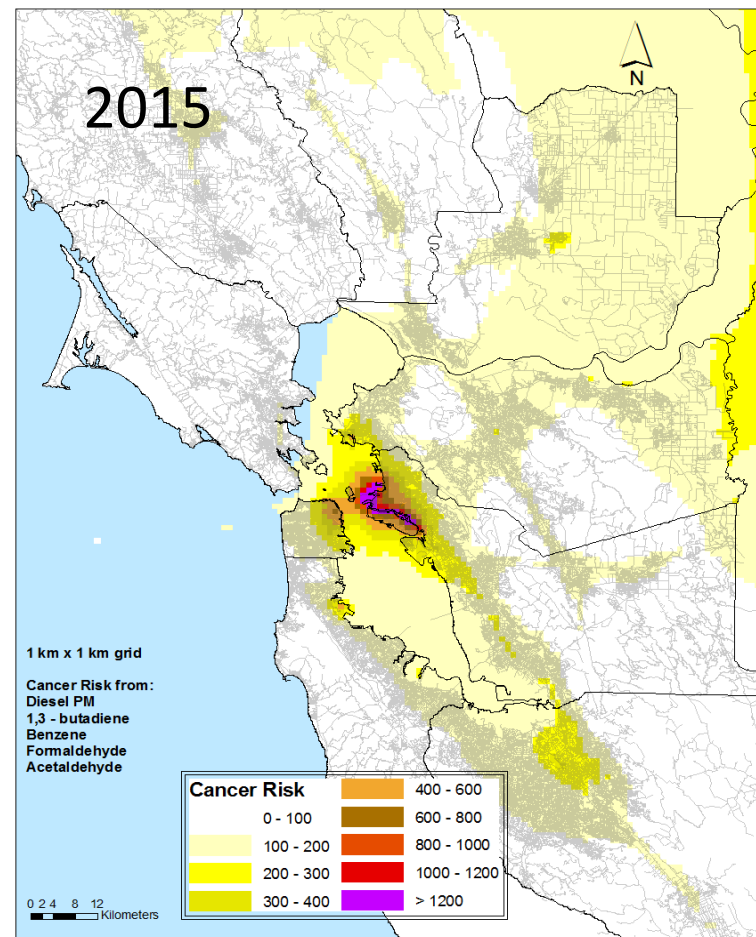 2015
N
1 km x 1 km grid
Cancer Risk from:
Diesel PM
1,3 - butadiene
Benzene
Formaldehyde
Acetaldehyde
Cancer Risk
0 - 100
100 - 200
200 - 300
300 - 400
400 - 600
600 - 800
800 - 1000
1000 - 1200
> 1200
0 2 4 8 12
Kilometers